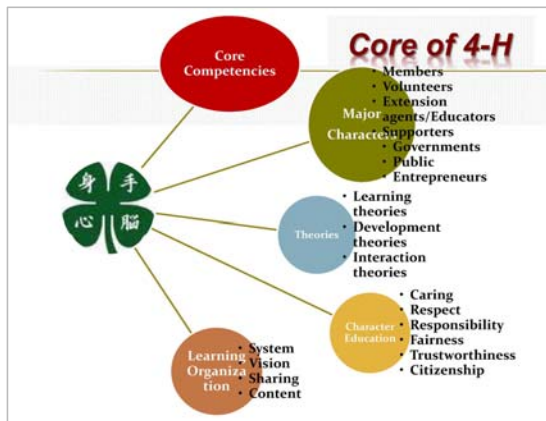 Core of 4-H
Core
Competencies
Major
Characters
• Members
• Volunteers
• Extension
agents/Educators
• Supporters
• Governments
• Public
• Entrepreneurs
身 手
心
Theories
• Learning
theories
• Development
theories
• Interaction
theories
Character
Education
• Caring
• Respect
• Responsibility
• Fairness
• Trustworthiness
• Citizenship
Learning
Organiza
tion
• System
• Vision
• Sharing
• Content